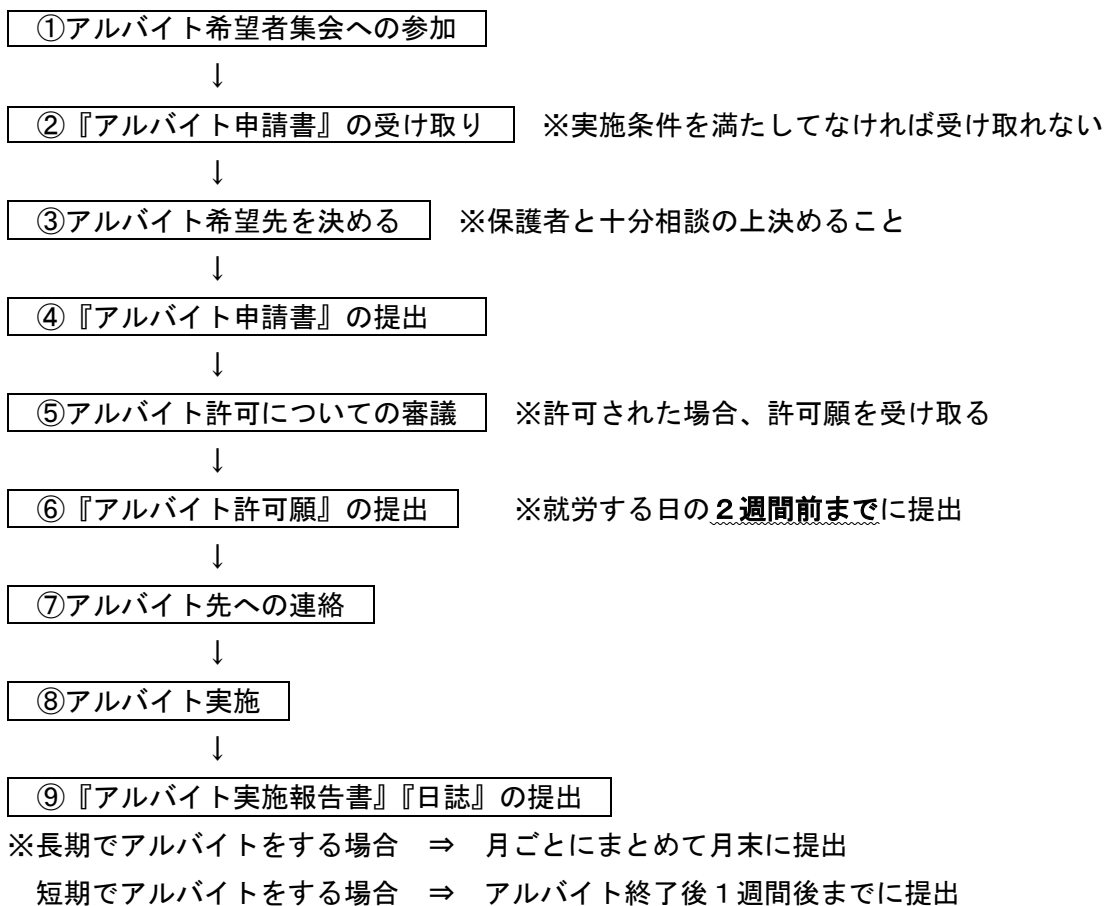 ①アルバイト希望者集会への参加
↓
②『アルバイト申請書』の受け取り　※実施条件を満たしてなければ受け取れない
↓
③アルバイト希望先を決める　※保護者と十分相談の上決めること
↓
④『アルバイト申請書』の提出
↓
⑤アルバイト許可についての審議　※許可された場合、許可願を受け取る
↓
⑥『アルバイト許可願』の提出　※就労する日の２週間前までに提出
↓
⑦アルバイト先への連絡
↓
⑧アルバイト実施
↓
⑨『アルバイト実施報告書』『日誌』の提出
※長期でアルバイトをする場合　⇒　月ごとにまとめて月末に提出
短期でアルバイトをする場合　⇒　アルバイト終了後１週間後までに提出